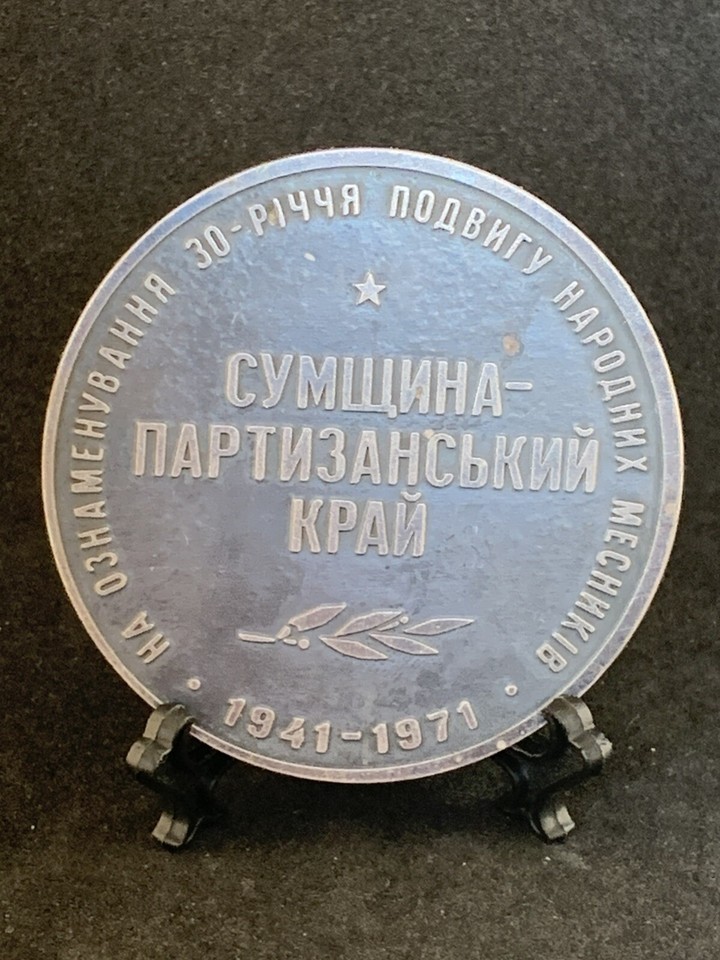 НА ОЗНАМЕНУВАННЯ 30-РІЧЧЯ ПОДВИГУ НАРОДНИХ МЕСНИКІВ
СУМЩИНА-
ПАРТИЗАНСЬКИЙ
КРАЙ
• 1941-1971 •